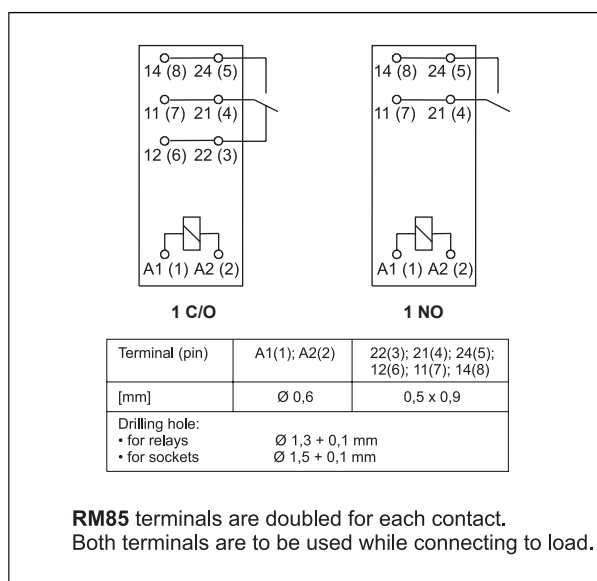 14 (8) 24 (5)
11 (7) 21 (4)
12 (6) 22 (3)
A1 (1) A2 (2)
1 C/O
14 (8) 24 (5)
11 (7) 21 (4)
A1 (1) A2 (2)
1 NO
Terminal (pin) A1(1); A2(2) 22(3); 21(4); 24(5);
12(6); 11(7); 14(8)
[mm] Ø 0,6 0,5 x 0,9
Drilling hole:
• for relays Ø 1,3 + 0,1 mm
• for sockets Ø 1,5 + 0,1 mm
RM85 terminals are doubled for each contact.
Both terminals are to be used while connecting to load.